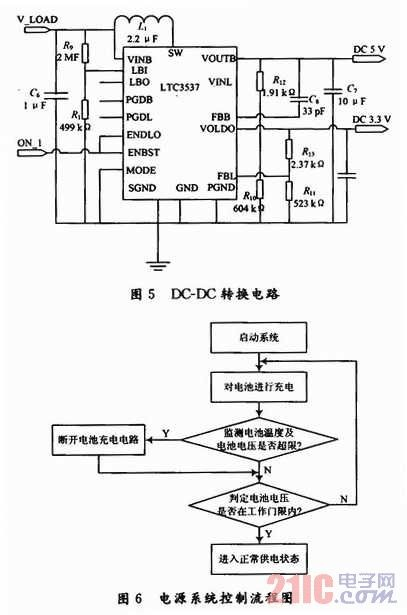 V_LOAD
L₁
2.2 μF
SW
R₉
2 MF
VINB
LBI
LBO
PGDB
PGDL
ENDLO
ENBST
MODE
SGND
GND
PGND
LTC3537
VOUTB
VINL
FBB
VOLDO
FBL
DC 5 V
R₁₂
1.91 kΩ
C₈
33 pF
C₇
10 μF
C₆
1 μF
499 kΩ
ON_1
DC 3.3 V
R₁₃
2.37 kΩ
R₁₀
604 kΩ
R₁₁
523 kΩ
图 5 DC-DC 转换电路
启动系统
对电池进行充电
监测电池温度及
电池电压是否超限?
Y
断开电池充电电路
N
判定电池电压
是否在工作门限内?
N
Y
进入正常供电状态
图 6 电源系统控制流程图
21IC电子网
.com